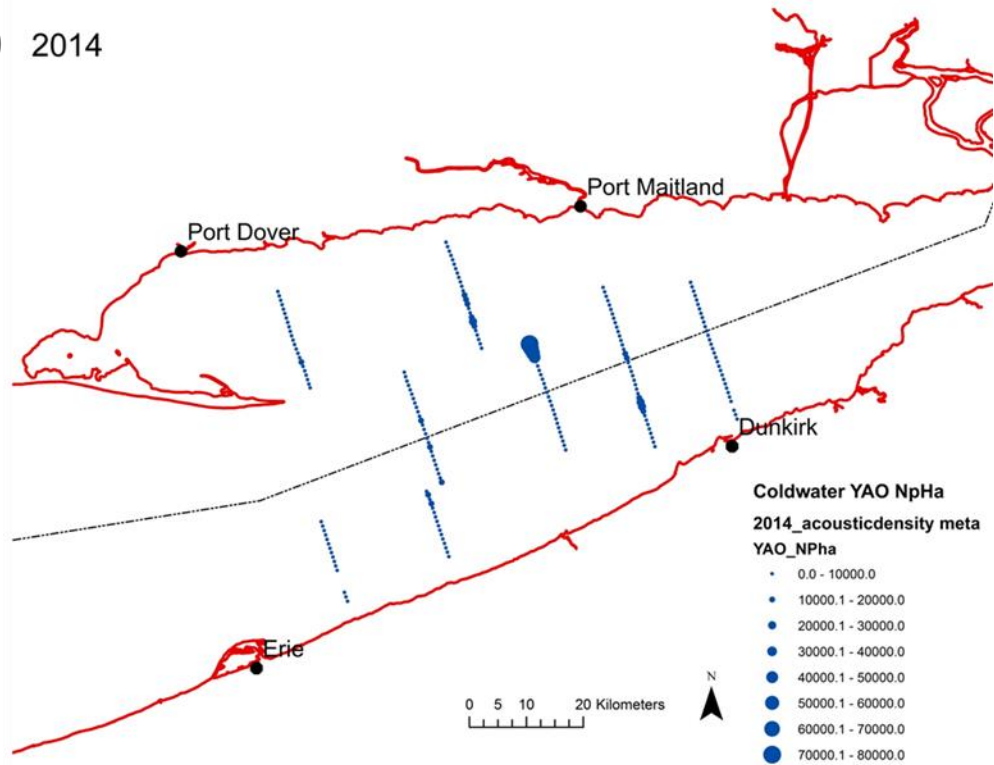 ) 2014
Port Maitland
Port Dover
Dunkirk
Erie
Coldwater YAO NpHa
2014_acousticdensity meta
YAO_NPha
0.0 - 10000.0
10000.1 - 20000.0
20000.1 - 30000.0
30000.1 - 40000.0
40000.1 - 50000.0
50000.1 - 60000.0
60000.1 - 70000.0
70000.1 - 80000.0
N
0 5 10 20 Kilometers